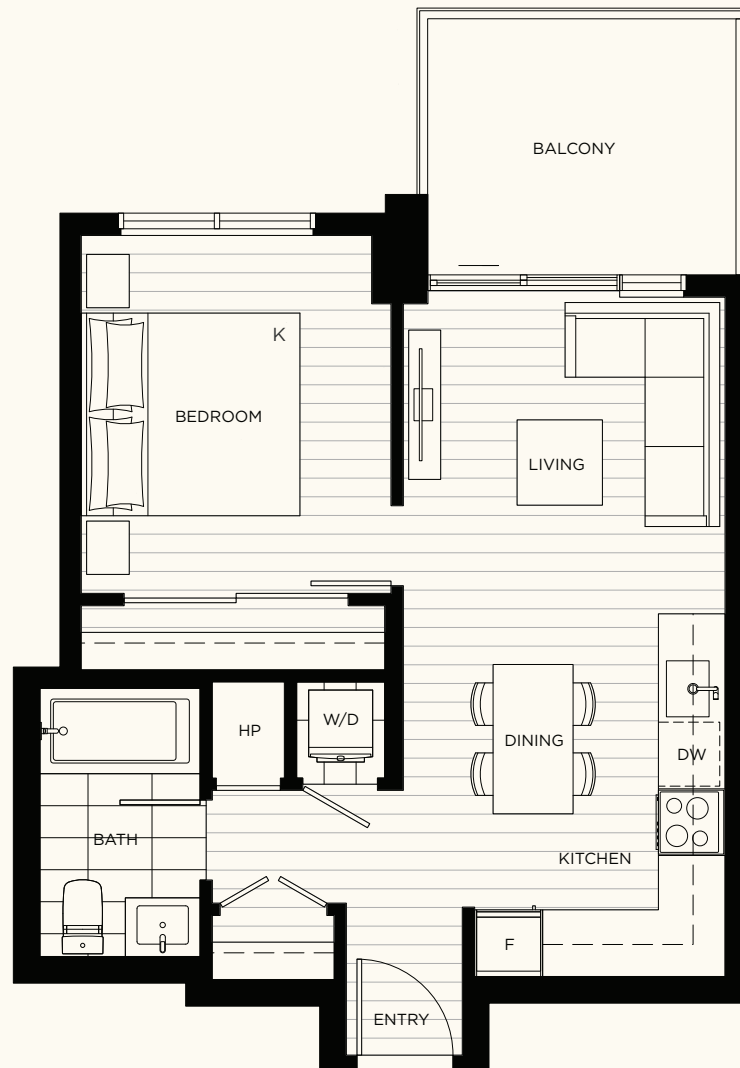 BALCONY
K
BEDROOM
LIVING
HP
W/D
DINING
DW
BATH
KITCHEN
F
ENTRY